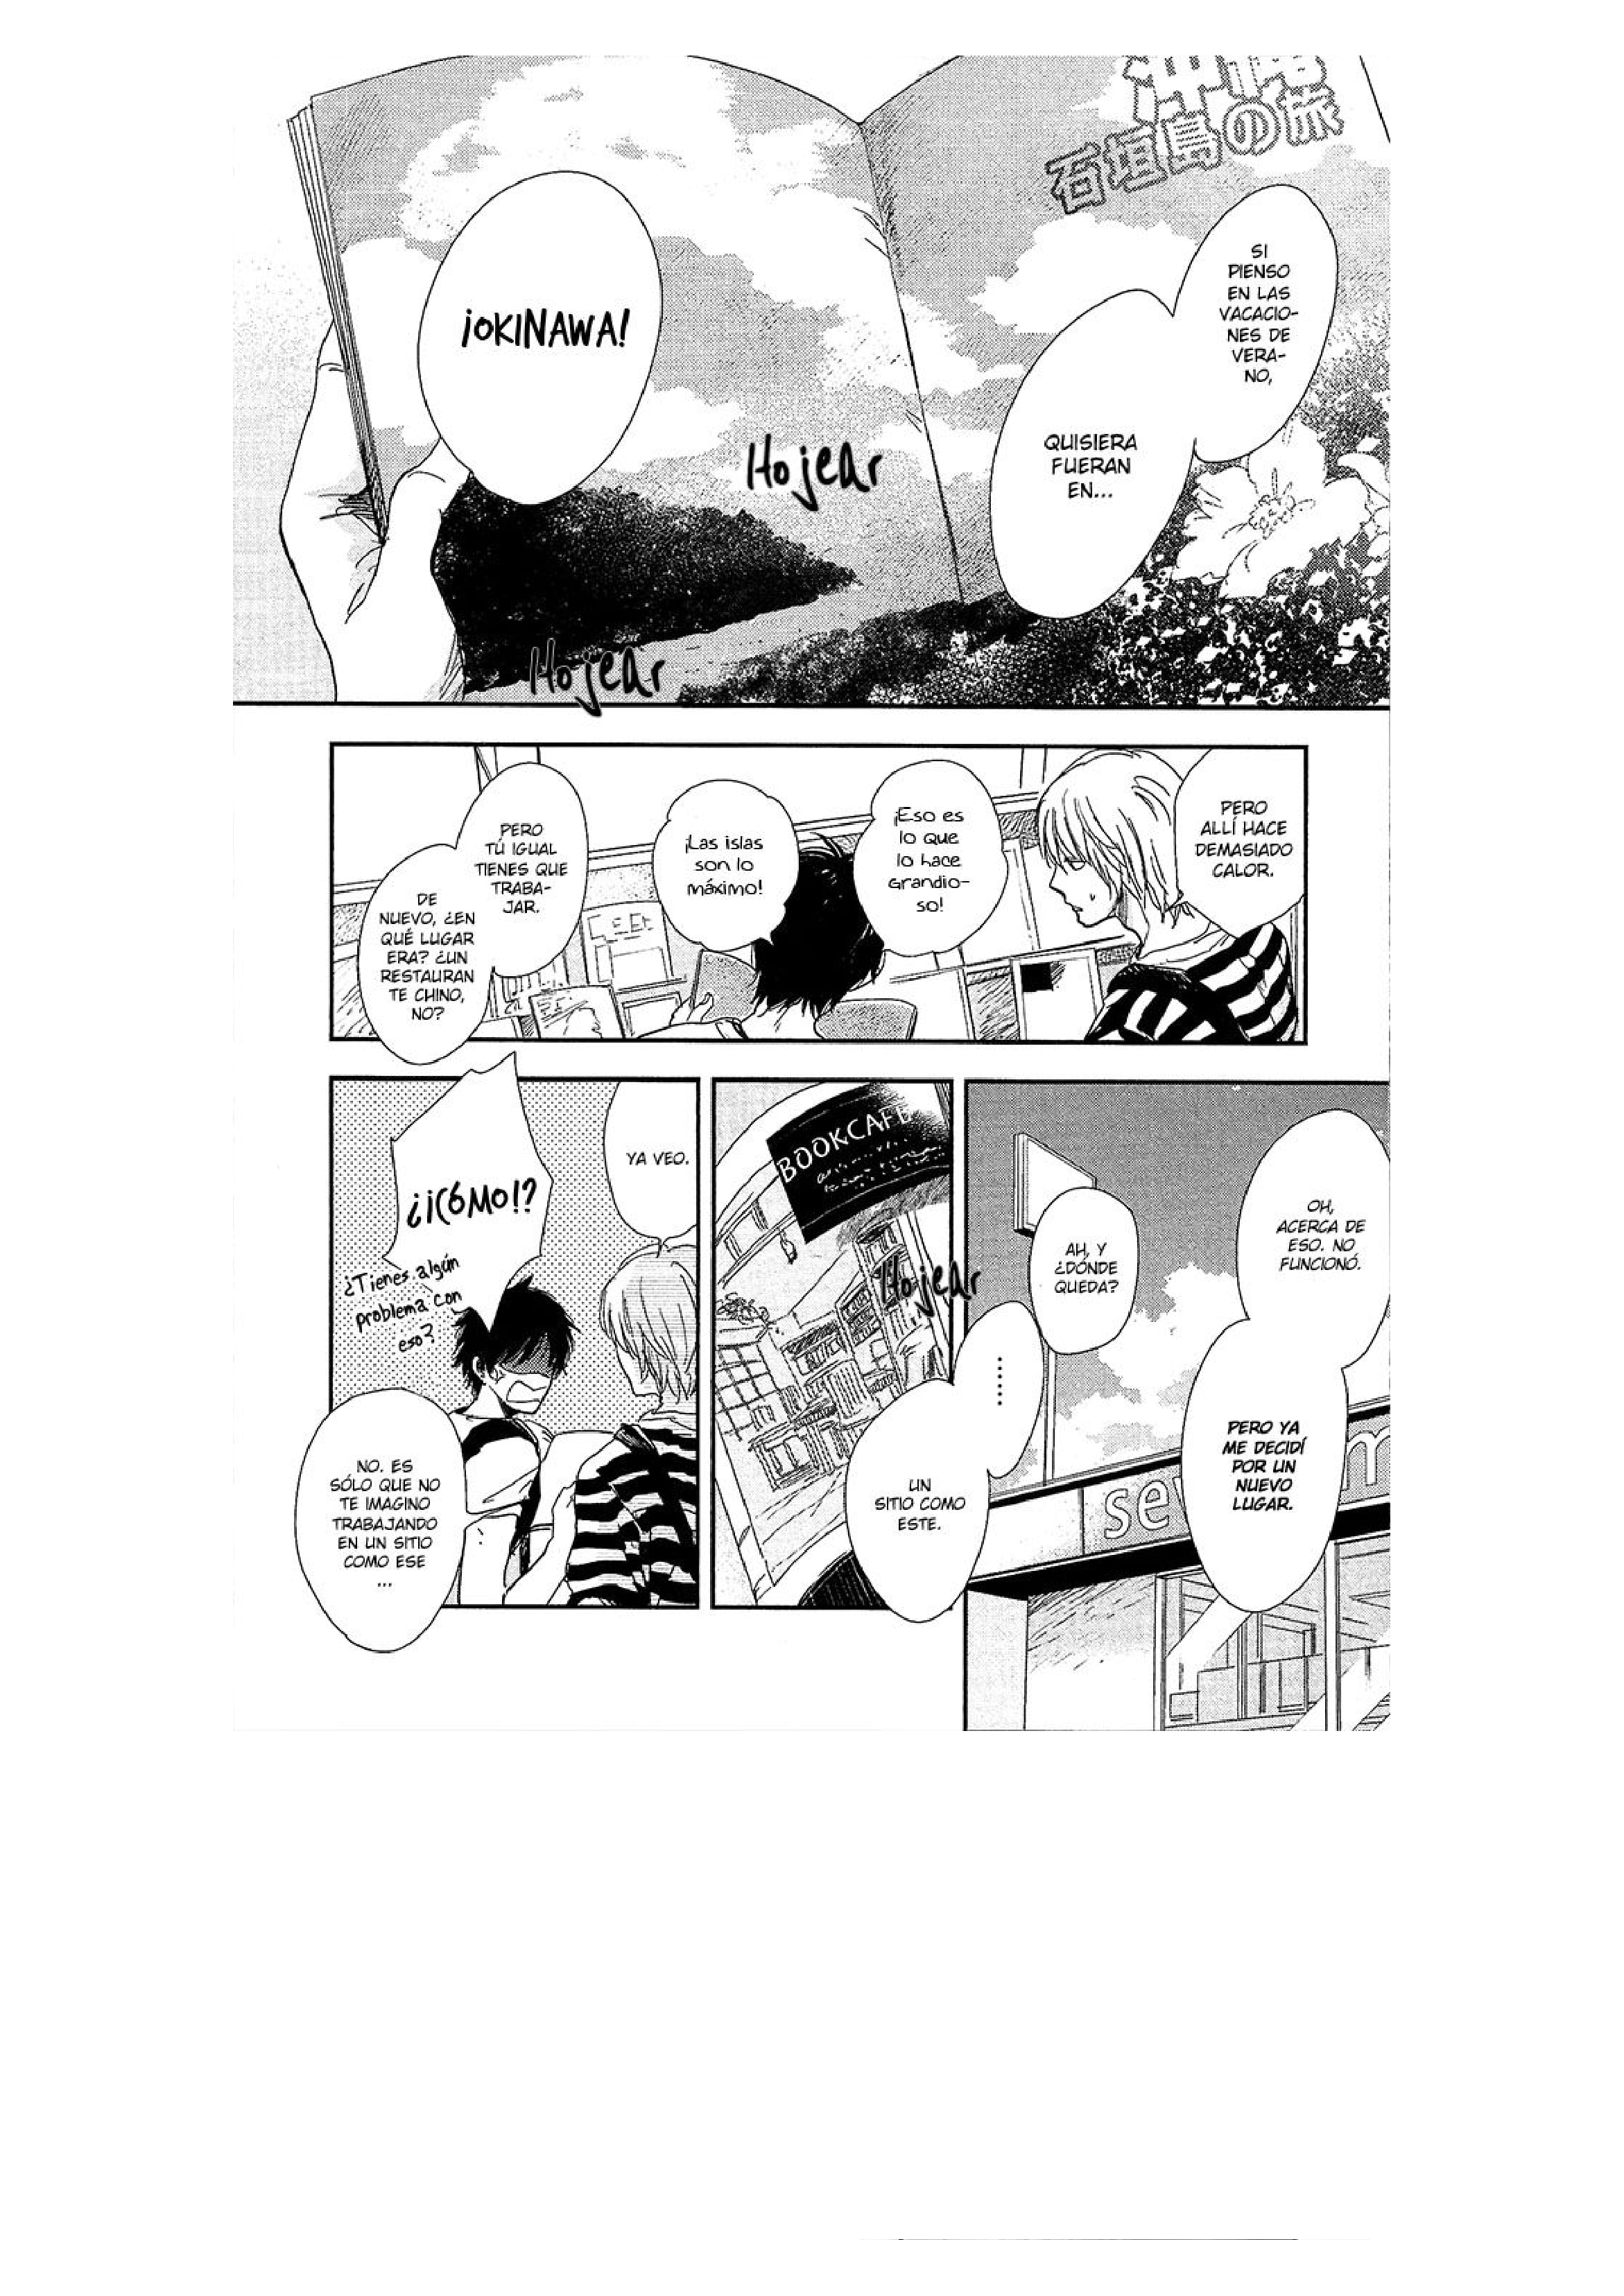 沖縄
石垣島の旅
SI
PIENSO
EN LAS
VACACIO-
NES DE
VERA-
NO,
QUISIERA
FUERAN
EN...
¡OKINAWA!
Hojear
Hojear
PERO
ALLÍ HACE
DEMASIADO
CALOR.
¡Eso es
lo que
lo hace
grandio-
so!
¡Las islas
son lo
máximo!
PERO
TÚ IGUAL
TIENES QUE
TRABA-
JAR.
DE
NUEVO, ¿EN
QUÉ LUGAR
ERA? ¿UN
RESTAURAN
TE CHINO,
NO?
OH,
ACERCA DE
ESO. NO
FUNCIONÓ.
PERO YA
ME DECIDÍ
POR UN
NUEVO
LUGAR.
AH, Y
¿DÓNDE
QUEDA?
sev
m
......
UN
SITIO COMO
ESTE.
BOOKCAFE
Hojear
YA VEO.
¿¡CÓMO!?
¿Tienes algún
problema con
eso?
NO. ES
SÓLO QUE NO
TE IMAGINO
TRABAJANDO
EN UN SITIO
COMO ESE
...